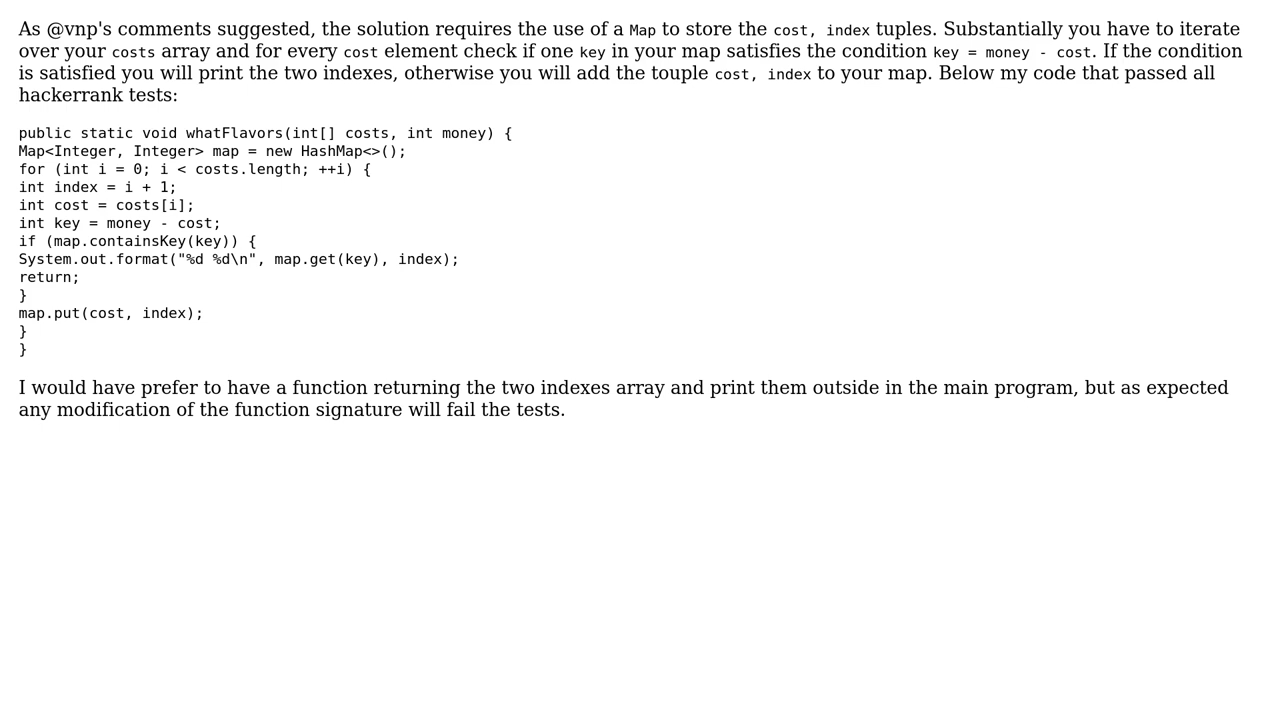 As @vnp's comments suggested, the solution requires the use of a Map to store the cost, index tuples. Substantially you have to iterate
over your costs array and for every cost element check if one key in your map satisfies the condition key = money - cost. If the condition
is satisfied you will print the two indexes, otherwise you will add the touple cost, index to your map. Below my code that passed all
hackerrank tests:
public static void whatFlavors(int[] costs, int money) {
Map<Integer, Integer> map = new HashMap<>();
for (int i = 0; i < costs.length; ++i) {
int index = i + 1;
int cost = costs[i];
int key = money - cost;
if (map.containsKey(key)) {
System.out.format("%d %d\n", map.get(key), index);
return;
}
map.put(cost, index);
}
}
I would have prefer to have a function returning the two indexes array and print them outside in the main program, but as expected
any modification of the function signature will fail the tests.